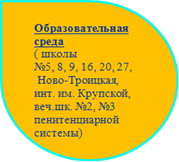 Образовательная
среда
( школы
№5, 8, 9, 16, 20, 27,
Ново-Троицкая,
инт. им. Крупской,
веч.шк. №2, №3
пенитенциарной
системы)